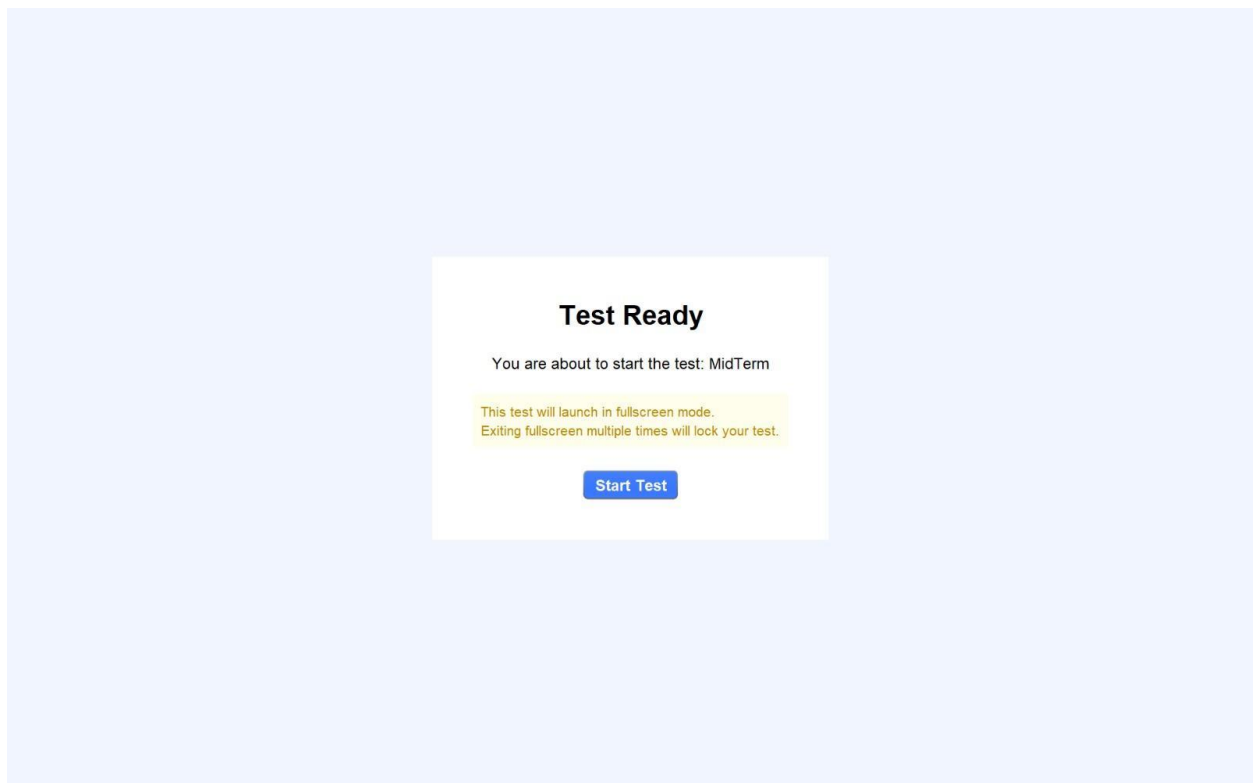 Test Ready
You are about to start the test: MidTerm
This test will launch in fullscreen mode.
Exiting fullscreen multiple times will lock your test.
Start Test